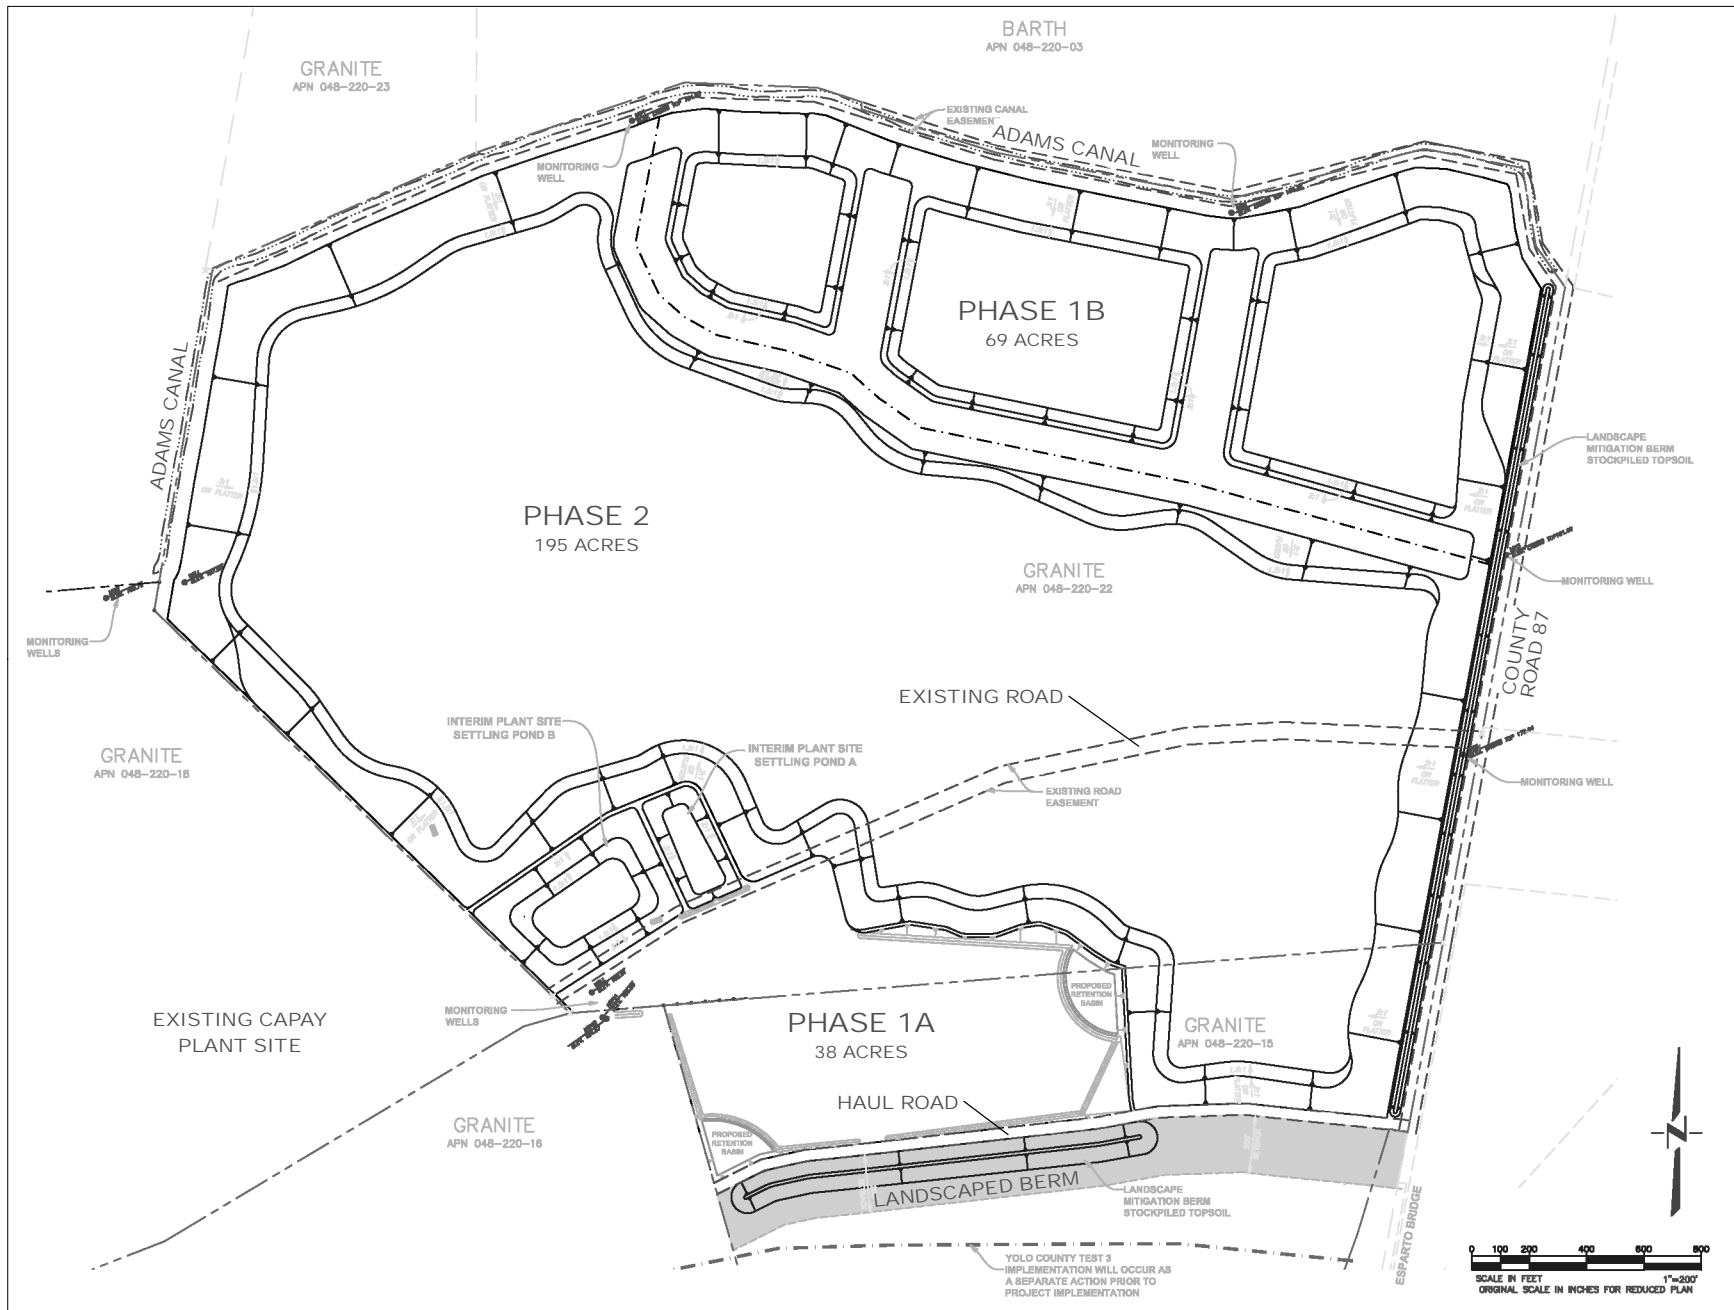 BARTH
APN 048-220-03
GRANITE
APN 048-220-23
EXISTING CANAL
EASEMENT
ADAMS CANAL
MONITORING
WELL
MONITORING
WELL
PHASE 1B
69 ACRES
ADAMS CANAL
LANDSCAPE
MITIGATION BERM
STOCKPILED TOPSOIL
PHASE 2
195 ACRES
GRANITE
APN 048-220-22
MONITORING WELL
MONITORING
WELLS
COUNTY
ROAD 87
EXISTING ROAD
INTERIM PLANT SITE
SETTLING POND B
INTERIM PLANT SITE
SETTLING POND A
GRANITE
APN 048-220-18
EXISTING ROAD
EASEMENT
MONITORING WELL
2:1
OR FLATTER
MONITORING
WELLS
EXISTING CAPAY
PLANT SITE
PHASE 1A
38 ACRES
PROPOSED
RETENTION
BASIN
GRANITE
APN 048-220-15
HAUL ROAD
GRANITE
APN 048-220-16
PROPOSED
RETENTION
BASIN
LANDSCAPED BERM
LANDSCAPE
MITIGATION BERM
STOCKPILED TOPSOIL
ESPARTO BRIDGE
YOLO COUNTY TEST 3
IMPLEMENTATION WILL OCCUR AS
A SEPARATE ACTION PRIOR TO
PROJECT IMPLEMENTATION
Z
0 100 200 400 600 800
SCALE IN FEET 1"=200'
ORIGINAL SCALE IN INCHES FOR REDUCED PLAN